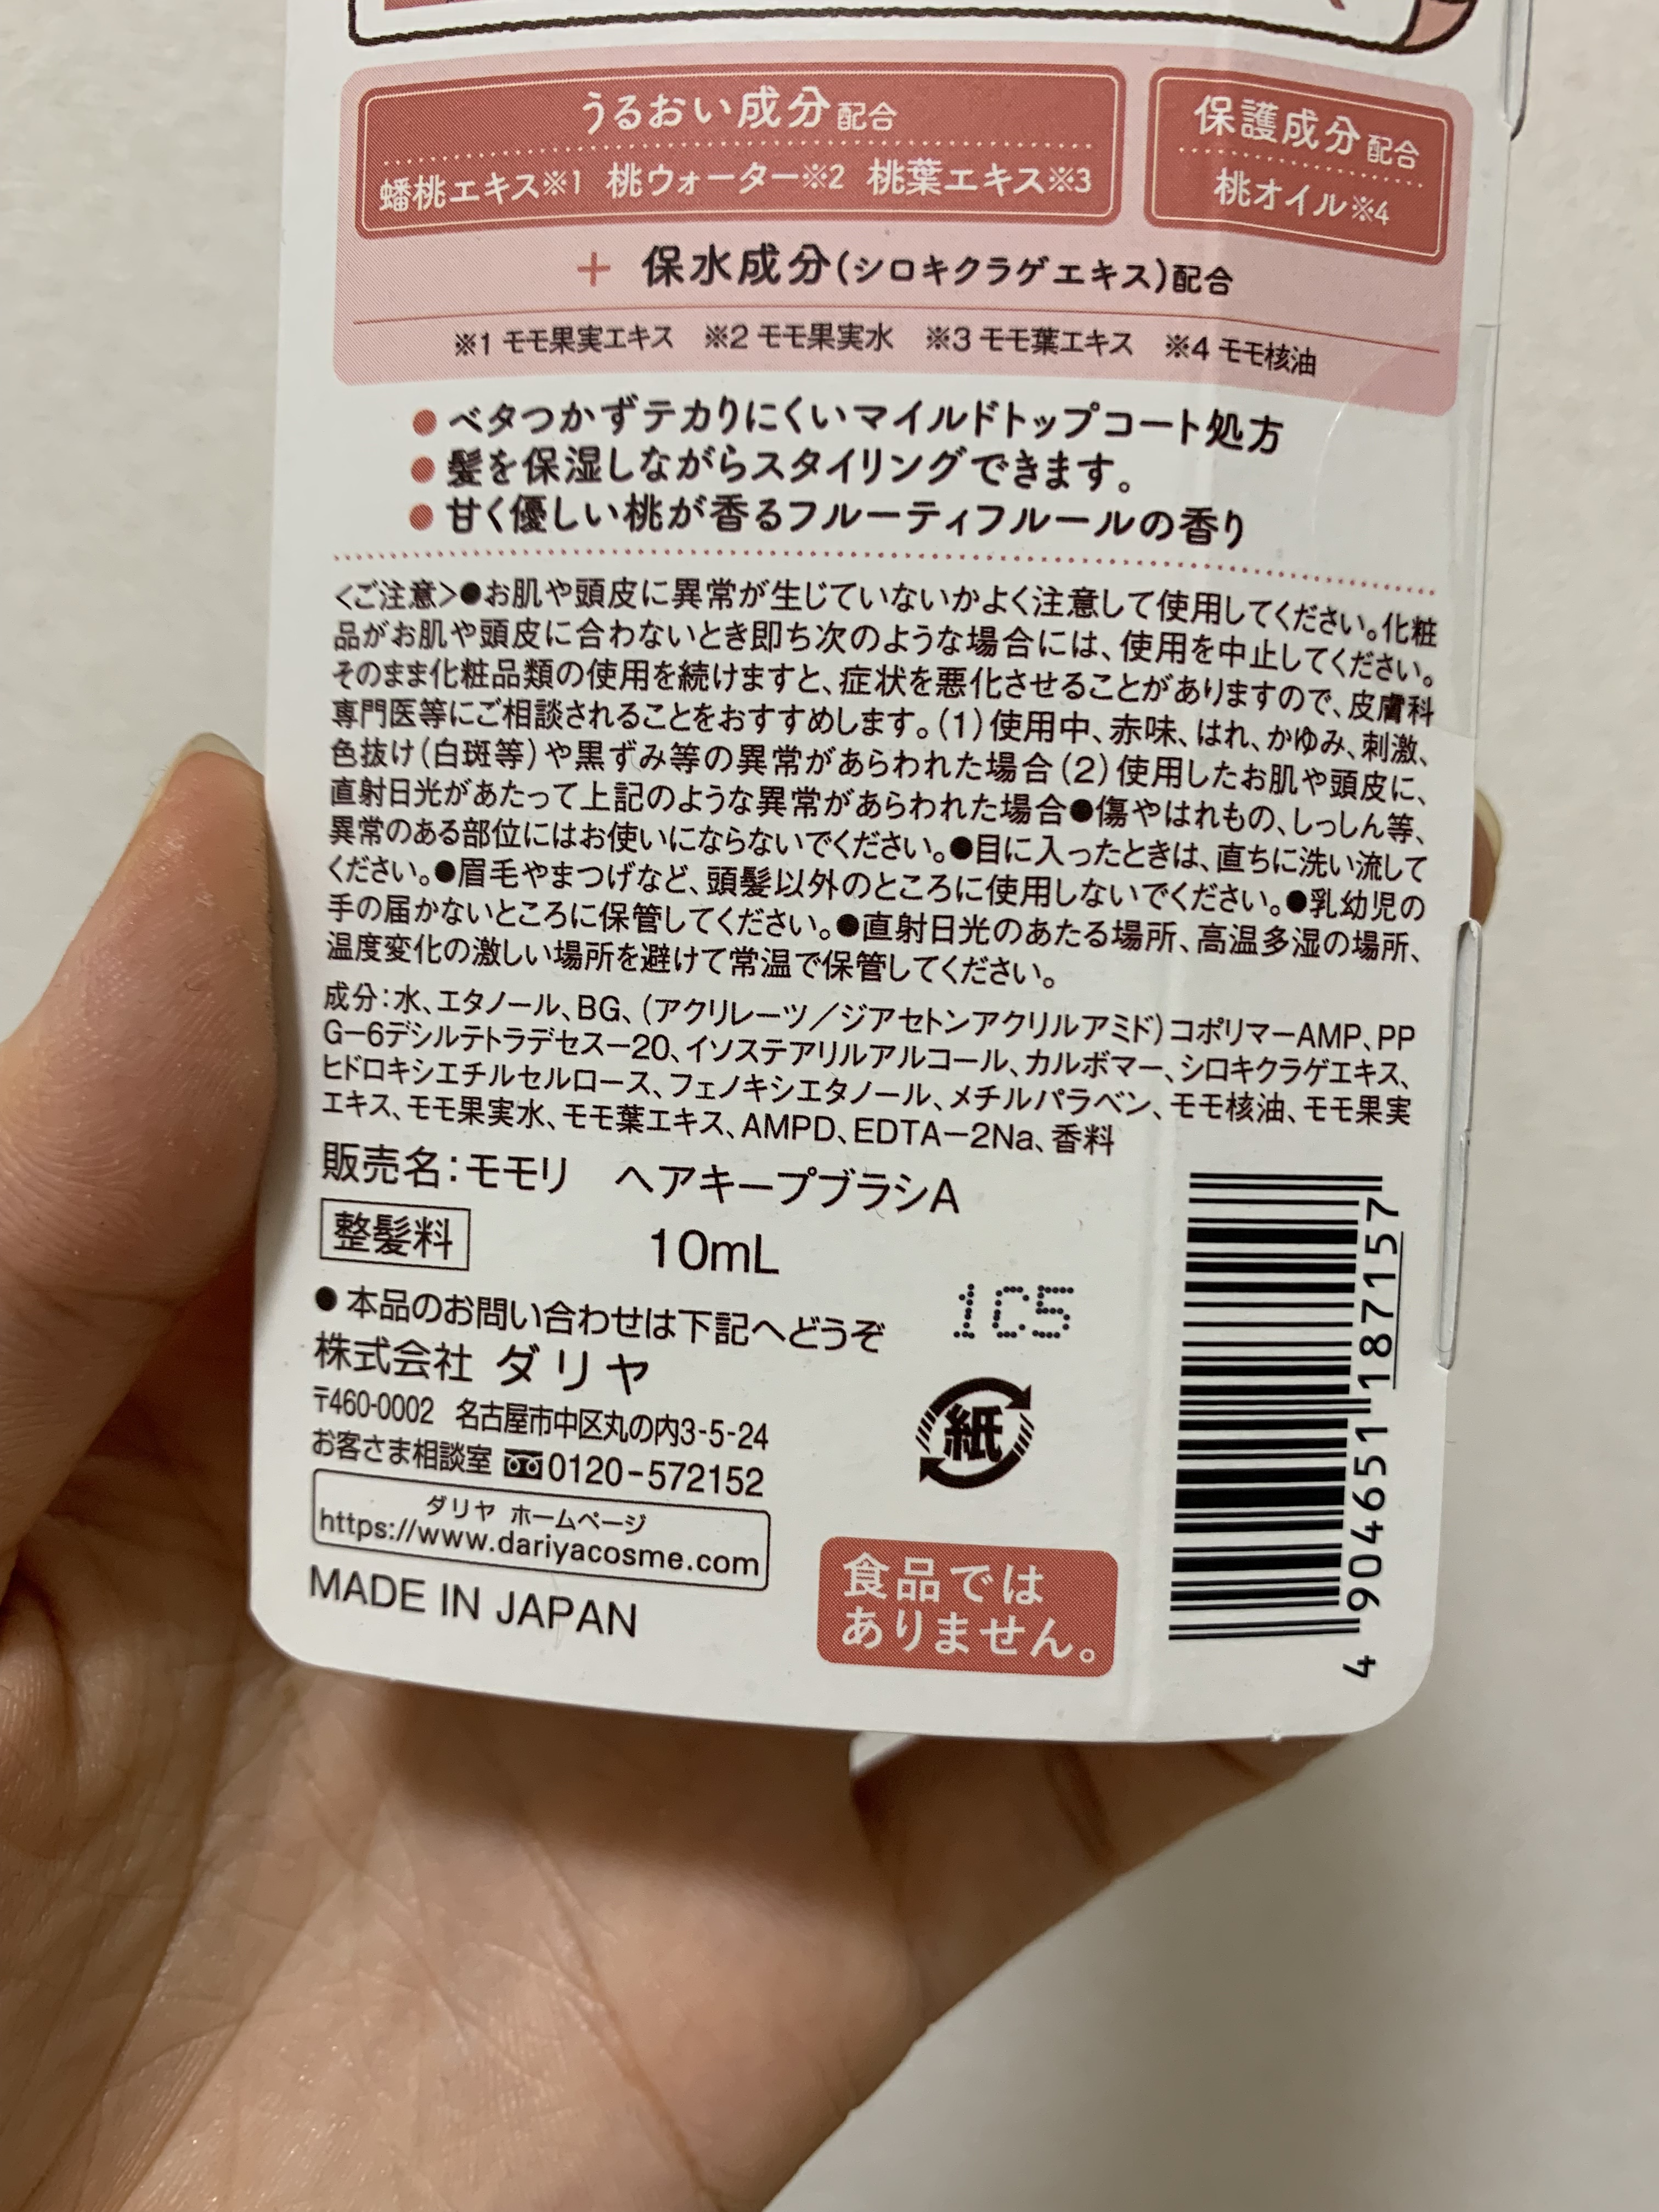 うるおい成分配合
蟠桃エキス※1 桃ウォーター※2 桃葉エキス※3
保護成分配合
桃オイル※4
+ 保水成分(シロキクラゲエキス)配合
※1 モモ果実エキス ※2 モモ果実水 ※3 モモ葉エキス ※4 モモ核油
●ベタつかずテカりにくいマイルドトップコート処方
●髪を保湿しながらスタイリングできます。
●甘く優しい桃が香るフルーティフルールの香り
<ご注意>●お肌や頭皮に異常が生じていないかよく注意して使用してください。化粧
品がお肌や頭皮に合わないとき即ち次のような場合には、使用を中止してください。
そのまま化粧品類の使用を続けますと、症状を悪化させることがありますので、皮膚科
専門医等にご相談されることをおすすめします。(1)使用中、赤味、はれ、かゆみ、刺激、
色抜け(白斑等)や黒ずみ等の異常があらわれた場合(2)使用したお肌や頭皮に、
直射日光があたって上記のような異常があらわれた場合●傷やはれもの、しっしん等、
異常のある部位にはお使いにならないでください。●目に入ったときは、直ちに洗い流して
ください。●眉毛やまつげなど、頭髪以外のところに使用しないでください。●乳幼児の
手の届かないところに保管してください。●直射日光のあたる場所、高温多湿の場所、
温度変化の激しい場所を避けて常温で保管してください。
成分:水、エタノール、BG、(アクリレーツ/ジアセトンアクリルアミド)コポリマーAMP、PP
G-6デシルテトラデセス-20、イソステアリルアルコール、カルボマー、シロキクラゲエキス、
ヒドロキシエチルセルロース、フェノキシエタノール、メチルパラベン、モモ核油、モモ果実
エキス、モモ果実水、モモ葉エキス、AMPD、EDTA-2Na、香料
販売名:モモリ ヘアキープブラシA
整髪料 10mL
●本品のお問い合わせは下記へどうぞ
1C5
株式会社 ダリヤ
〒460-0002 名古屋市中区丸の内3-5-24
お客さま相談室 0120-572152
ダリヤ ホームページ
https://www.dariyacosme.com
MADE IN JAPAN
紙
食品では
ありません。
4 904651 187157